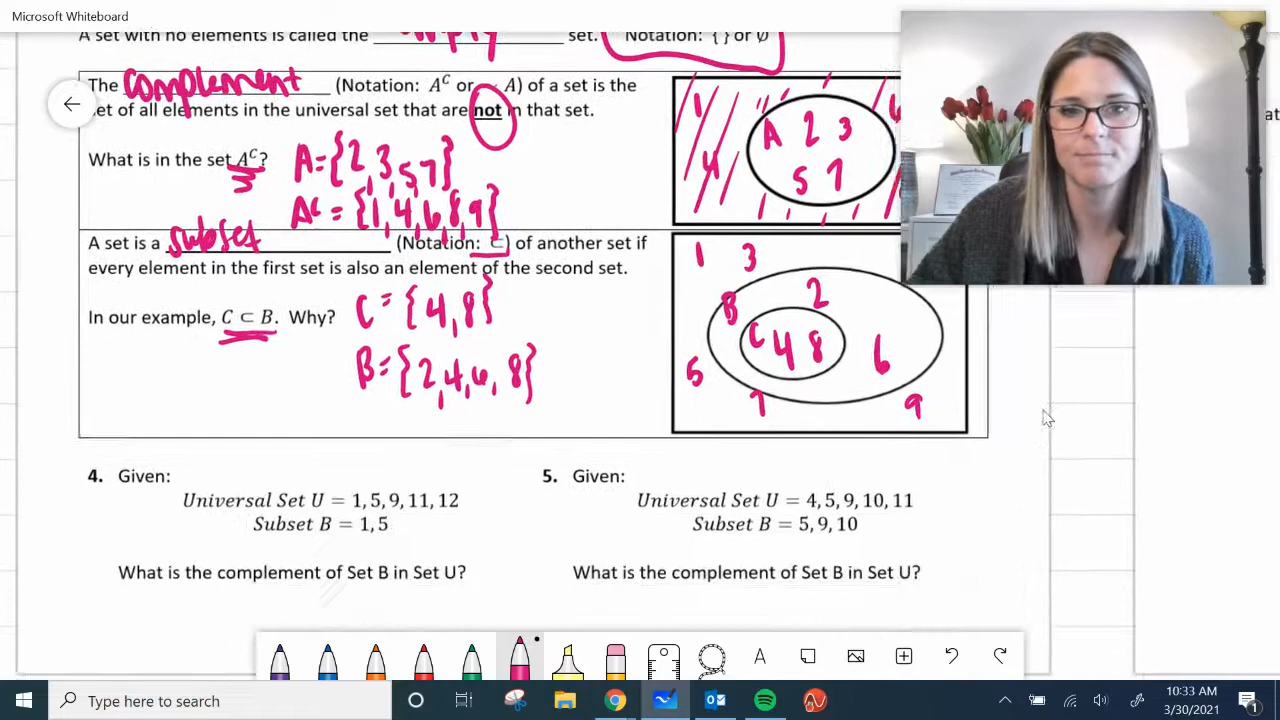 Microsoft Whiteboard
A set with no elements is called the empty set. Notation: { } or ∅
The complement (Notation: A^C or A) of a set is the
set of all elements in the universal set that are not in that set.
What is in the set A^C?
A={2,3,5,7}
A^C = {1,4,6,8,9}
A 2 3
5 7
1
4
6
A set is a subset (Notation: ⊂) of another set if
every element in the first set is also an element of the second set.
In our example, C ⊂ B. Why?
C = {4,8}
B={2,4,6,8}
1 3
B 2
C 4 8 6
5 7 9
4. Given:
Universal Set U = 1, 5, 9, 11, 12
Subset B = 1, 5
What is the complement of Set B in Set U?
5. Given:
Universal Set U = 4, 5, 9, 10, 11
Subset B = 5, 9, 10
What is the complement of Set B in Set U?
A
Type here to search
10:33 AM
3/30/2021
1